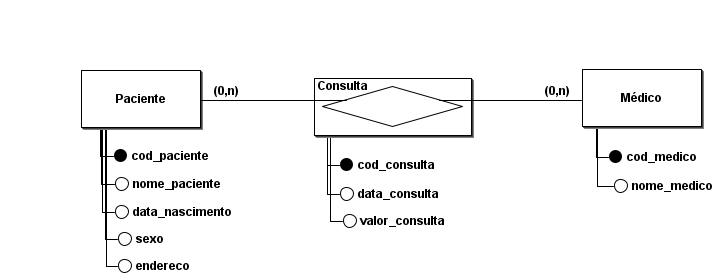 Consulta
Paciente
(0,n)
(0,n)
Médico
cod_paciente
nome_paciente
data_nascimento
sexo
endereco
cod_consulta
data_consulta
valor_consulta
cod_medico
nome_medico